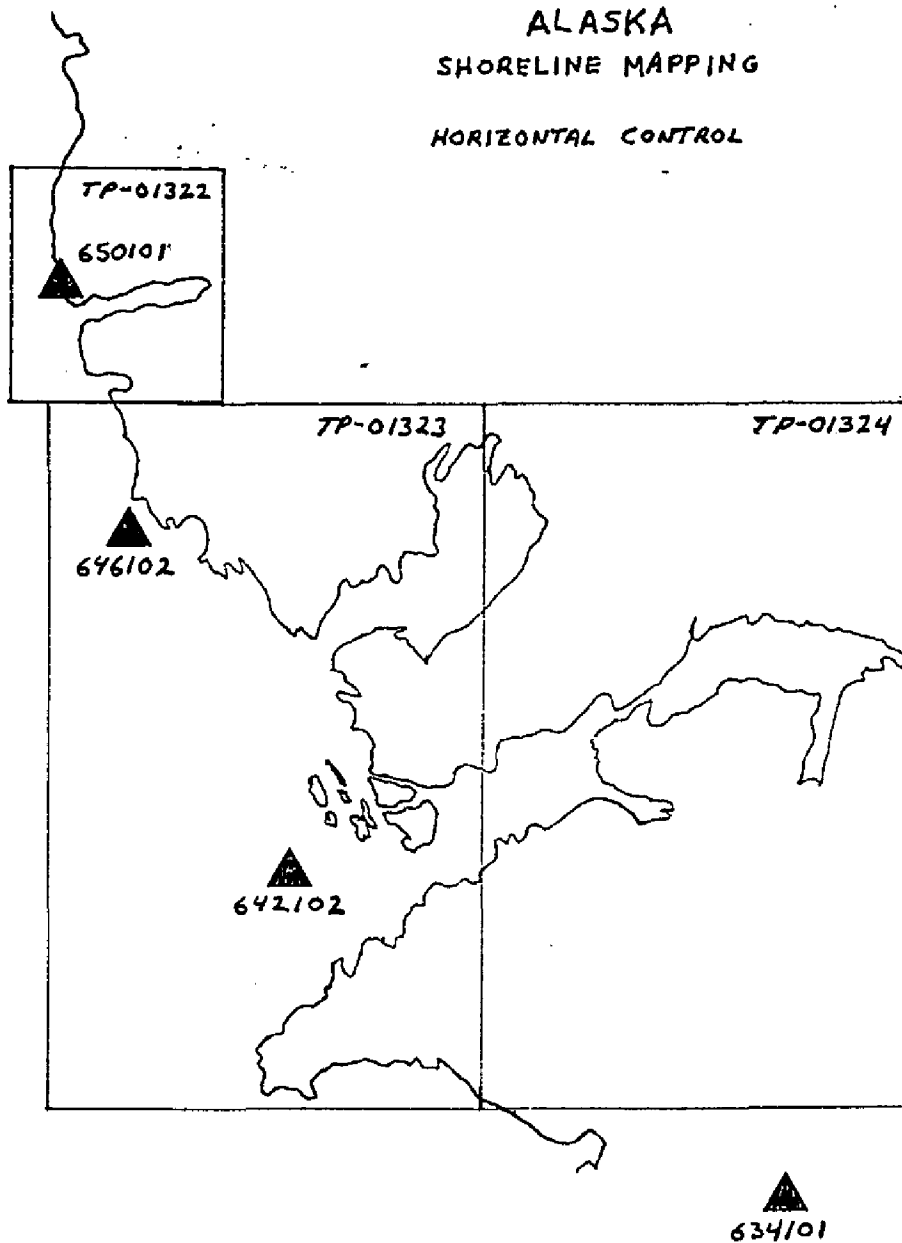 ALASKA
SHORELINE MAPPING
HORIZONTAL CONTROL
TP-01322
650101
TP-01323
TP-01324
646102
642102
634101